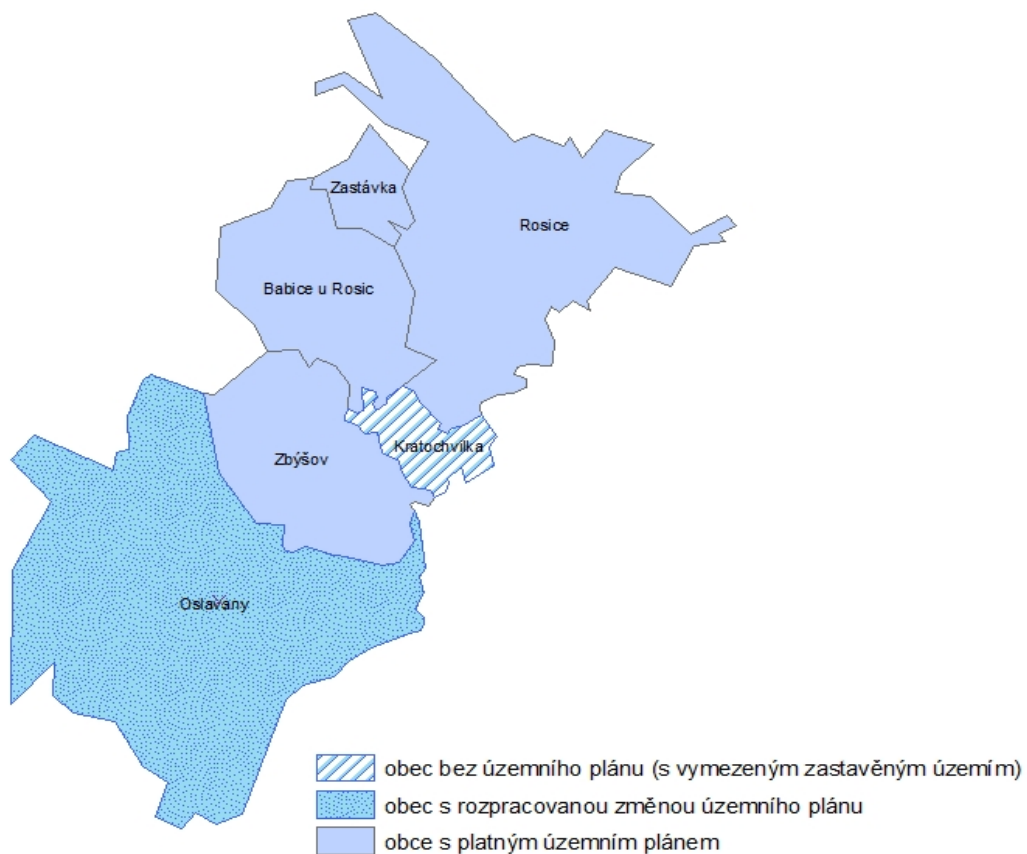 Zastávka
Rosice
Babice u Rosic
Kratochvilka
Zbýšov
Oslavany
obec bez územního plánu (s vymezeným zastavěným územím)
obec s rozpracovanou změnou územního plánu
obce s platným územním plánem